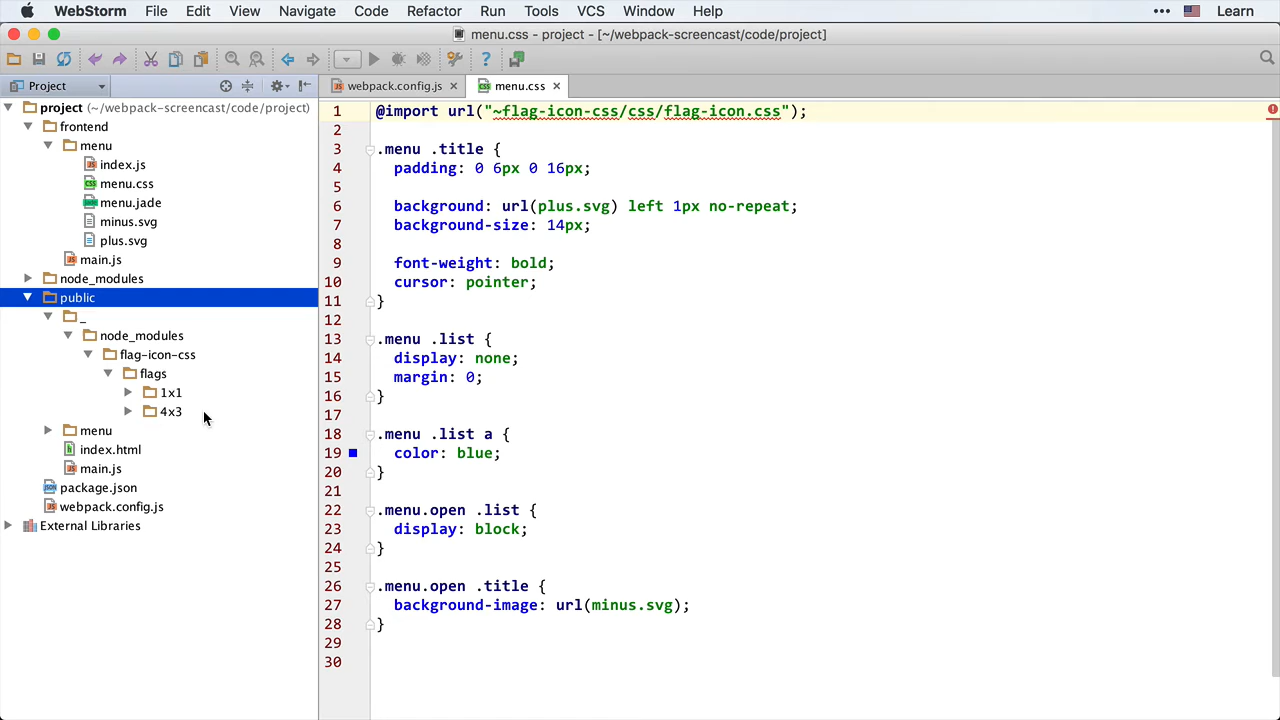 WebStorm File Edit View Navigate Code Refactor Run Tools VCS Window Help ••• Learn
menu.css - project - [~/webpack-screencast/code/project]
Project
webpack.config.js
menu.css
project (~/webpack-screencast/code/project)
frontend
menu
index.js
menu.css
menu.jade
minus.svg
plus.svg
main.js
node_modules
public
_
node_modules
flag-icon-css
flags
1x1
4x3
menu
index.html
main.js
package.json
webpack.config.js
External Libraries
1 @import url("~flag-icon-css/css/flag-icon.css");
2
3 .menu .title {
4 padding: 0 6px 0 16px;
5
6 background: url(plus.svg) left 1px no-repeat;
7 background-size: 14px;
8
9 font-weight: bold;
10 cursor: pointer;
11 }
12
13 .menu .list {
14 display: none;
15 margin: 0;
16 }
17
18 .menu .list a {
19 color: blue;
20 }
21
22 .menu.open .list {
23 display: block;
24 }
25
26 .menu.open .title {
27 background-image: url(minus.svg);
28 }
29
30